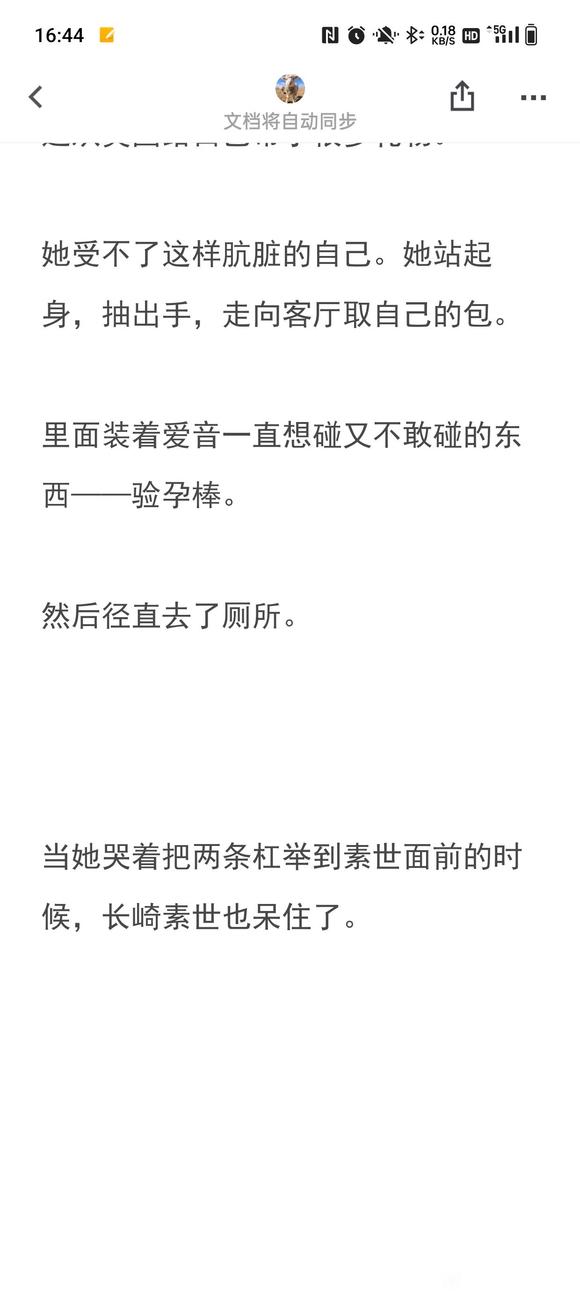 16:44
0.18
KB/S
HD
5G
文档将自动同步
她受不了这样肮脏的自己。她站起
身，抽出手，走向客厅取自己的包。
里面装着爱音一直想碰又不敢碰的东
西——验孕棒。
然后径直去了厕所。
当她哭着把两条杠举到素世面前的时
候，长崎素世也呆住了。